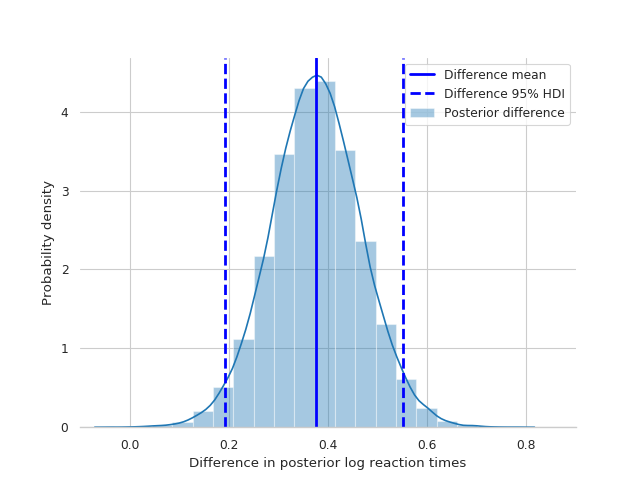 Difference mean
Difference 95% HDI
Posterior difference
Probability density
4
3
2
1
0
0.0 0.2 0.4 0.6 0.8
Difference in posterior log reaction times